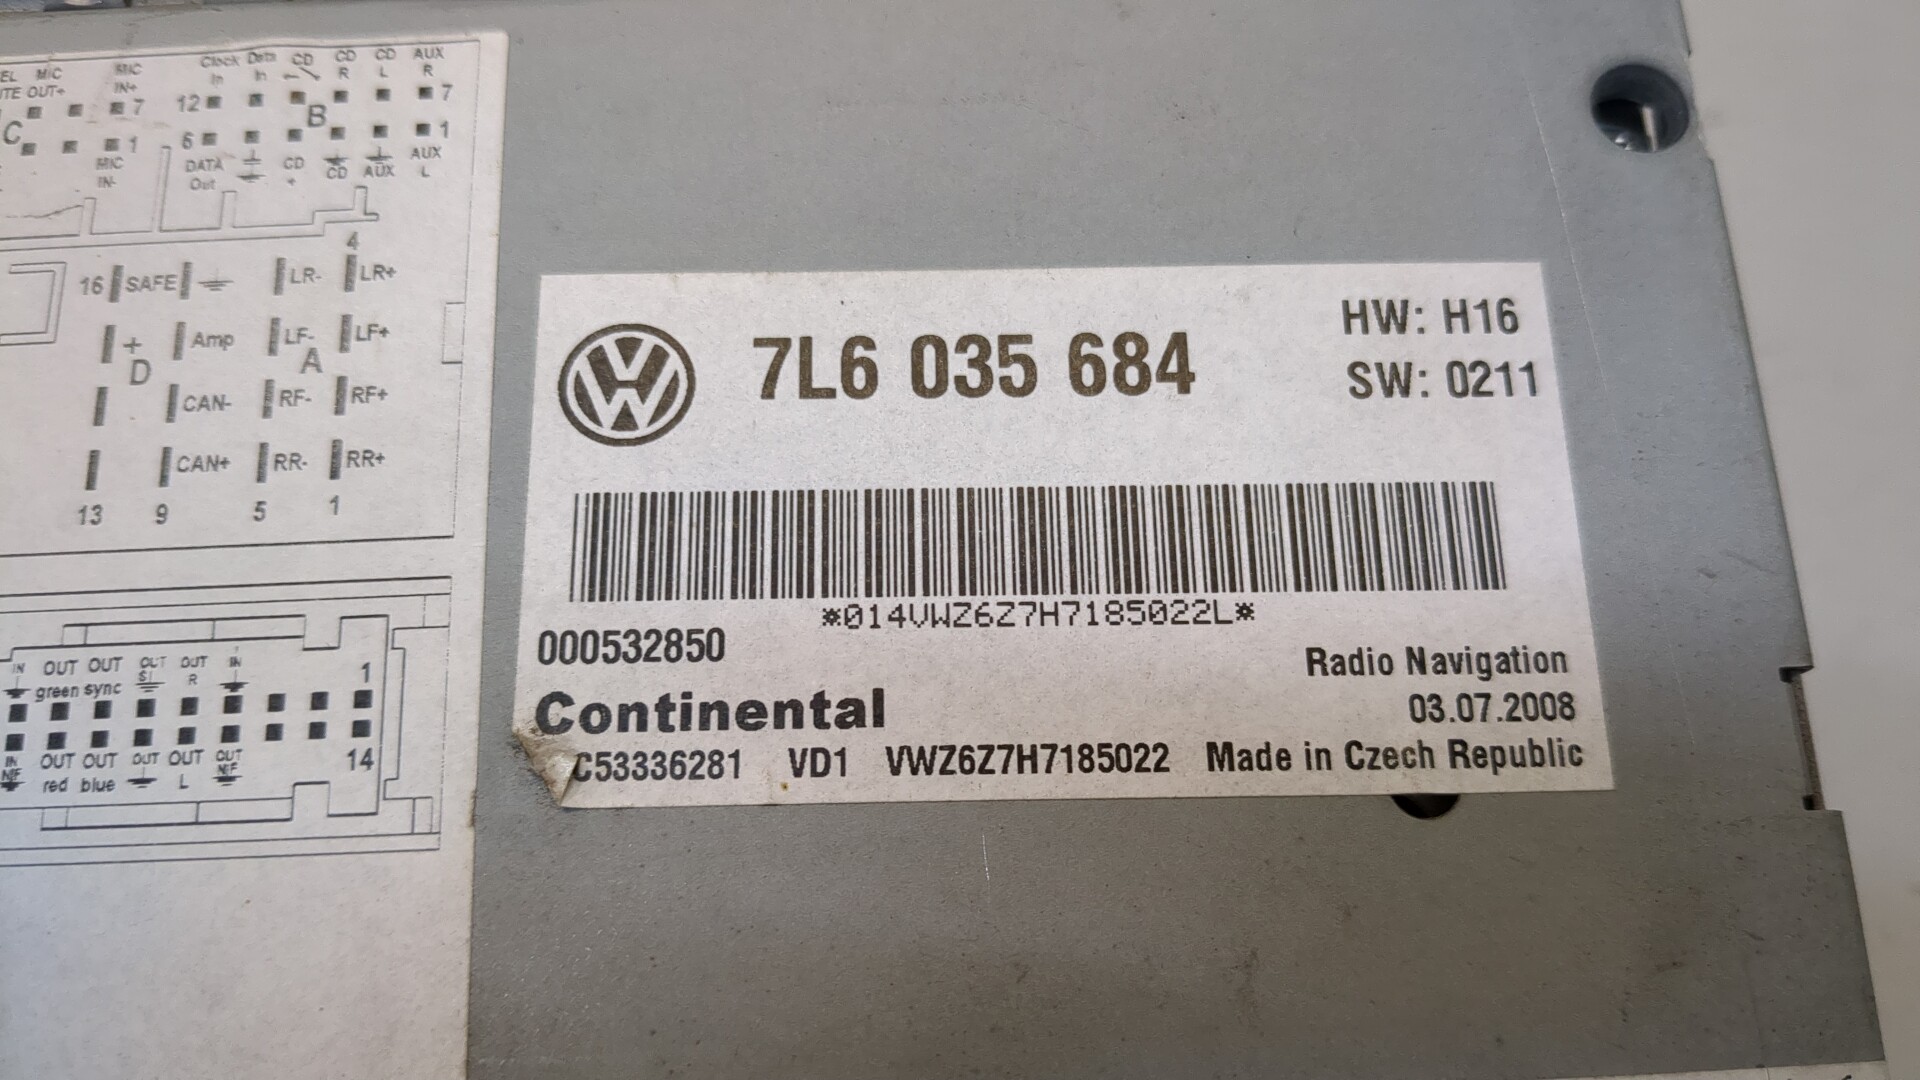 MIC MIC Clock Data CD CD CD AUX
OUT+ IN+ In In R L R
7 12 B 7
C 1 6 1
MIC DATA CD CD AUX AUX
IN- Out + L
4
16 SAFE LR- LR+
+ Amp LF- LF+
D A
CAN- RF- RF+
CAN+ RR- RR+
13 9 5 1
IN OUT OUT OUT OUT IN 1
green sync R
IN OUT OUT OUT OUT OUT 14
red blue L
7L6 035 684
HW: H16
SW: 0211
*014VWZ6Z7H7185022L*
000532850
Radio Navigation
Continental
03.07.2008
C53336281 VD1 VWZ6Z7H7185022 Made in Czech Republic